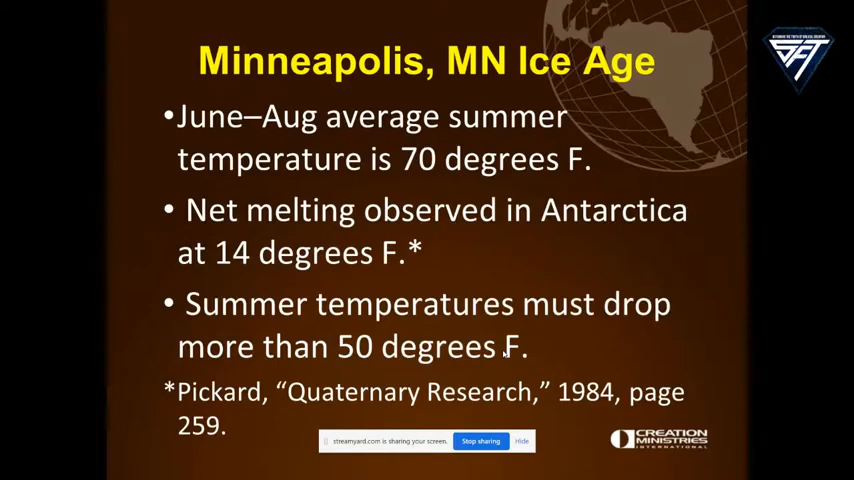 Minneapolis, MN Ice Age
•June–Aug average summer
temperature is 70 degrees F.
• Net melting observed in Antarctica
at 14 degrees F.*
• Summer temperatures must drop
more than 50 degrees F.
*Pickard, “Quaternary Research,” 1984, page
259.
streamyard.com is sharing your screen. Stop sharing Hide
CREATION
MINISTRIES
INTERNATIONAL
SFT